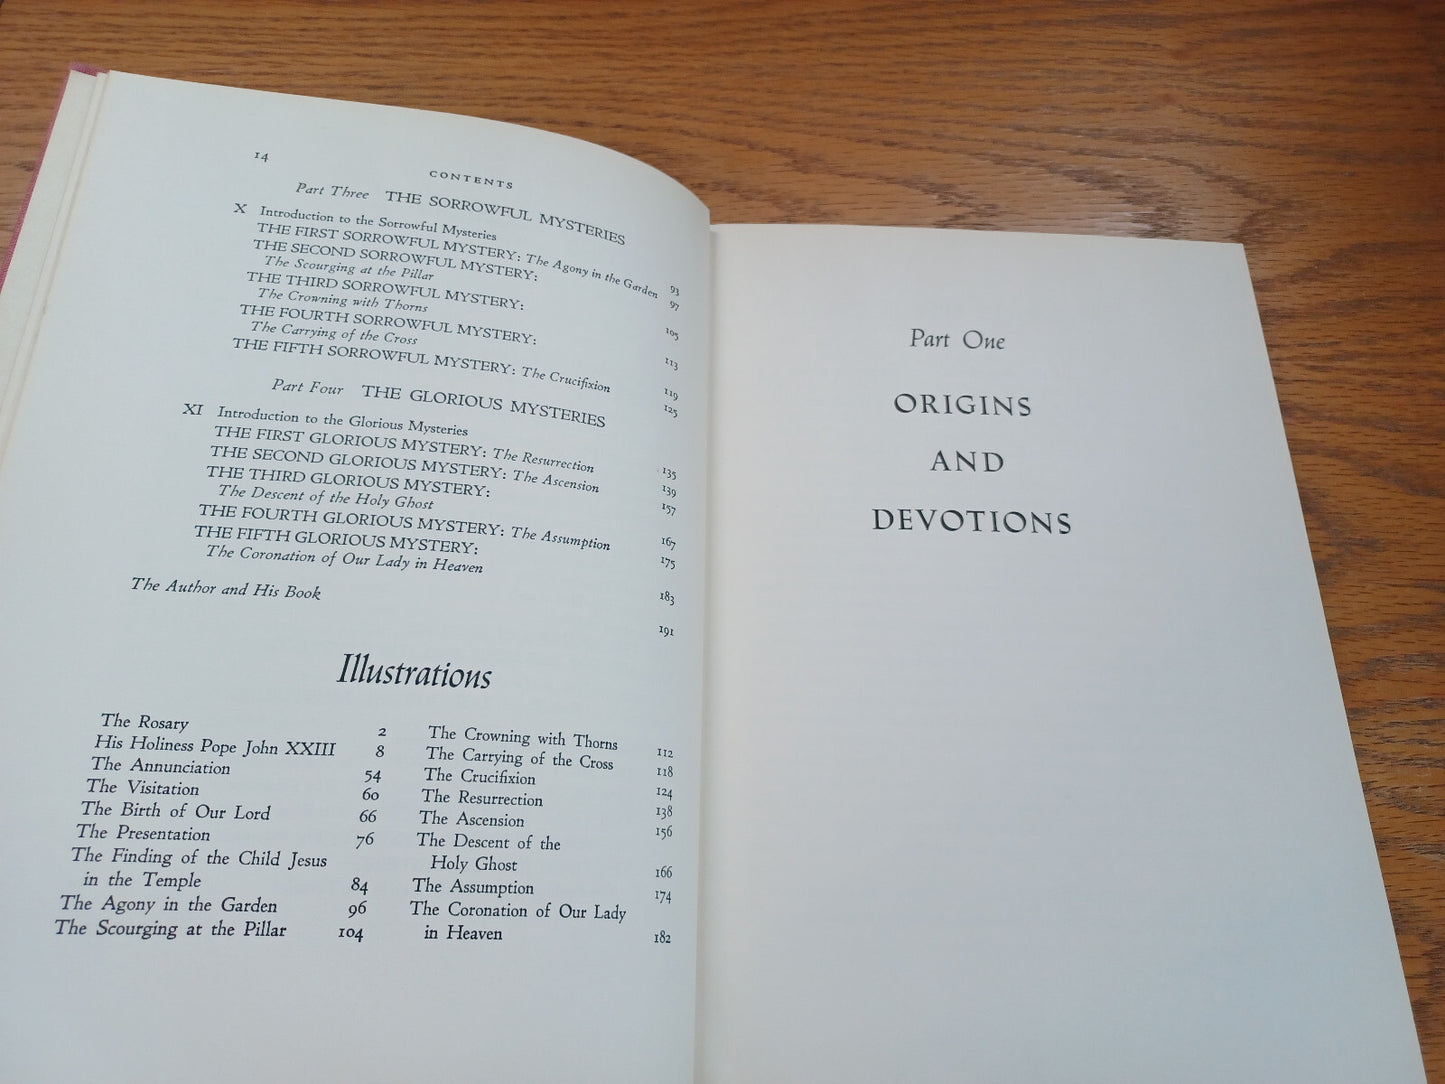 14
CONTENTS
Part Three THE SORROWFUL MYSTERIES
X Introduction to the Sorrowful Mysteries 93
THE FIRST SORROWFUL MYSTERY: The Agony in the Garden 97
THE SECOND SORROWFUL MYSTERY:
The Scourging at the Pillar 105
THE THIRD SORROWFUL MYSTERY:
The Crowning with Thorns 113
THE FOURTH SORROWFUL MYSTERY:
The Carrying of the Cross 119
THE FIFTH SORROWFUL MYSTERY: The Crucifixion 125
Part Four THE GLORIOUS MYSTERIES
XI Introduction to the Glorious Mysteries 135
THE FIRST GLORIOUS MYSTERY: The Resurrection 139
THE SECOND GLORIOUS MYSTERY: The Ascension 157
THE THIRD GLORIOUS MYSTERY:
The Descent of the Holy Ghost 167
THE FOURTH GLORIOUS MYSTERY: The Assumption 175
THE FIFTH GLORIOUS MYSTERY:
The Coronation of Our Lady in Heaven 183
The Author and His Book 191
Illustrations
The Rosary 2
His Holiness Pope John XXIII 8
The Annunciation 54
The Visitation 60
The Birth of Our Lord 66
The Presentation 76
The Finding of the Child Jesus
in the Temple 84
The Agony in the Garden 96
The Scourging at the Pillar 104
The Crowning with Thorns 112
The Carrying of the Cross 118
The Crucifixion 124
The Resurrection 138
The Ascension 156
The Descent of the
Holy Ghost 166
The Assumption 174
The Coronation of Our Lady
in Heaven 182
Part One
ORIGINS
AND
DEVOTIONS